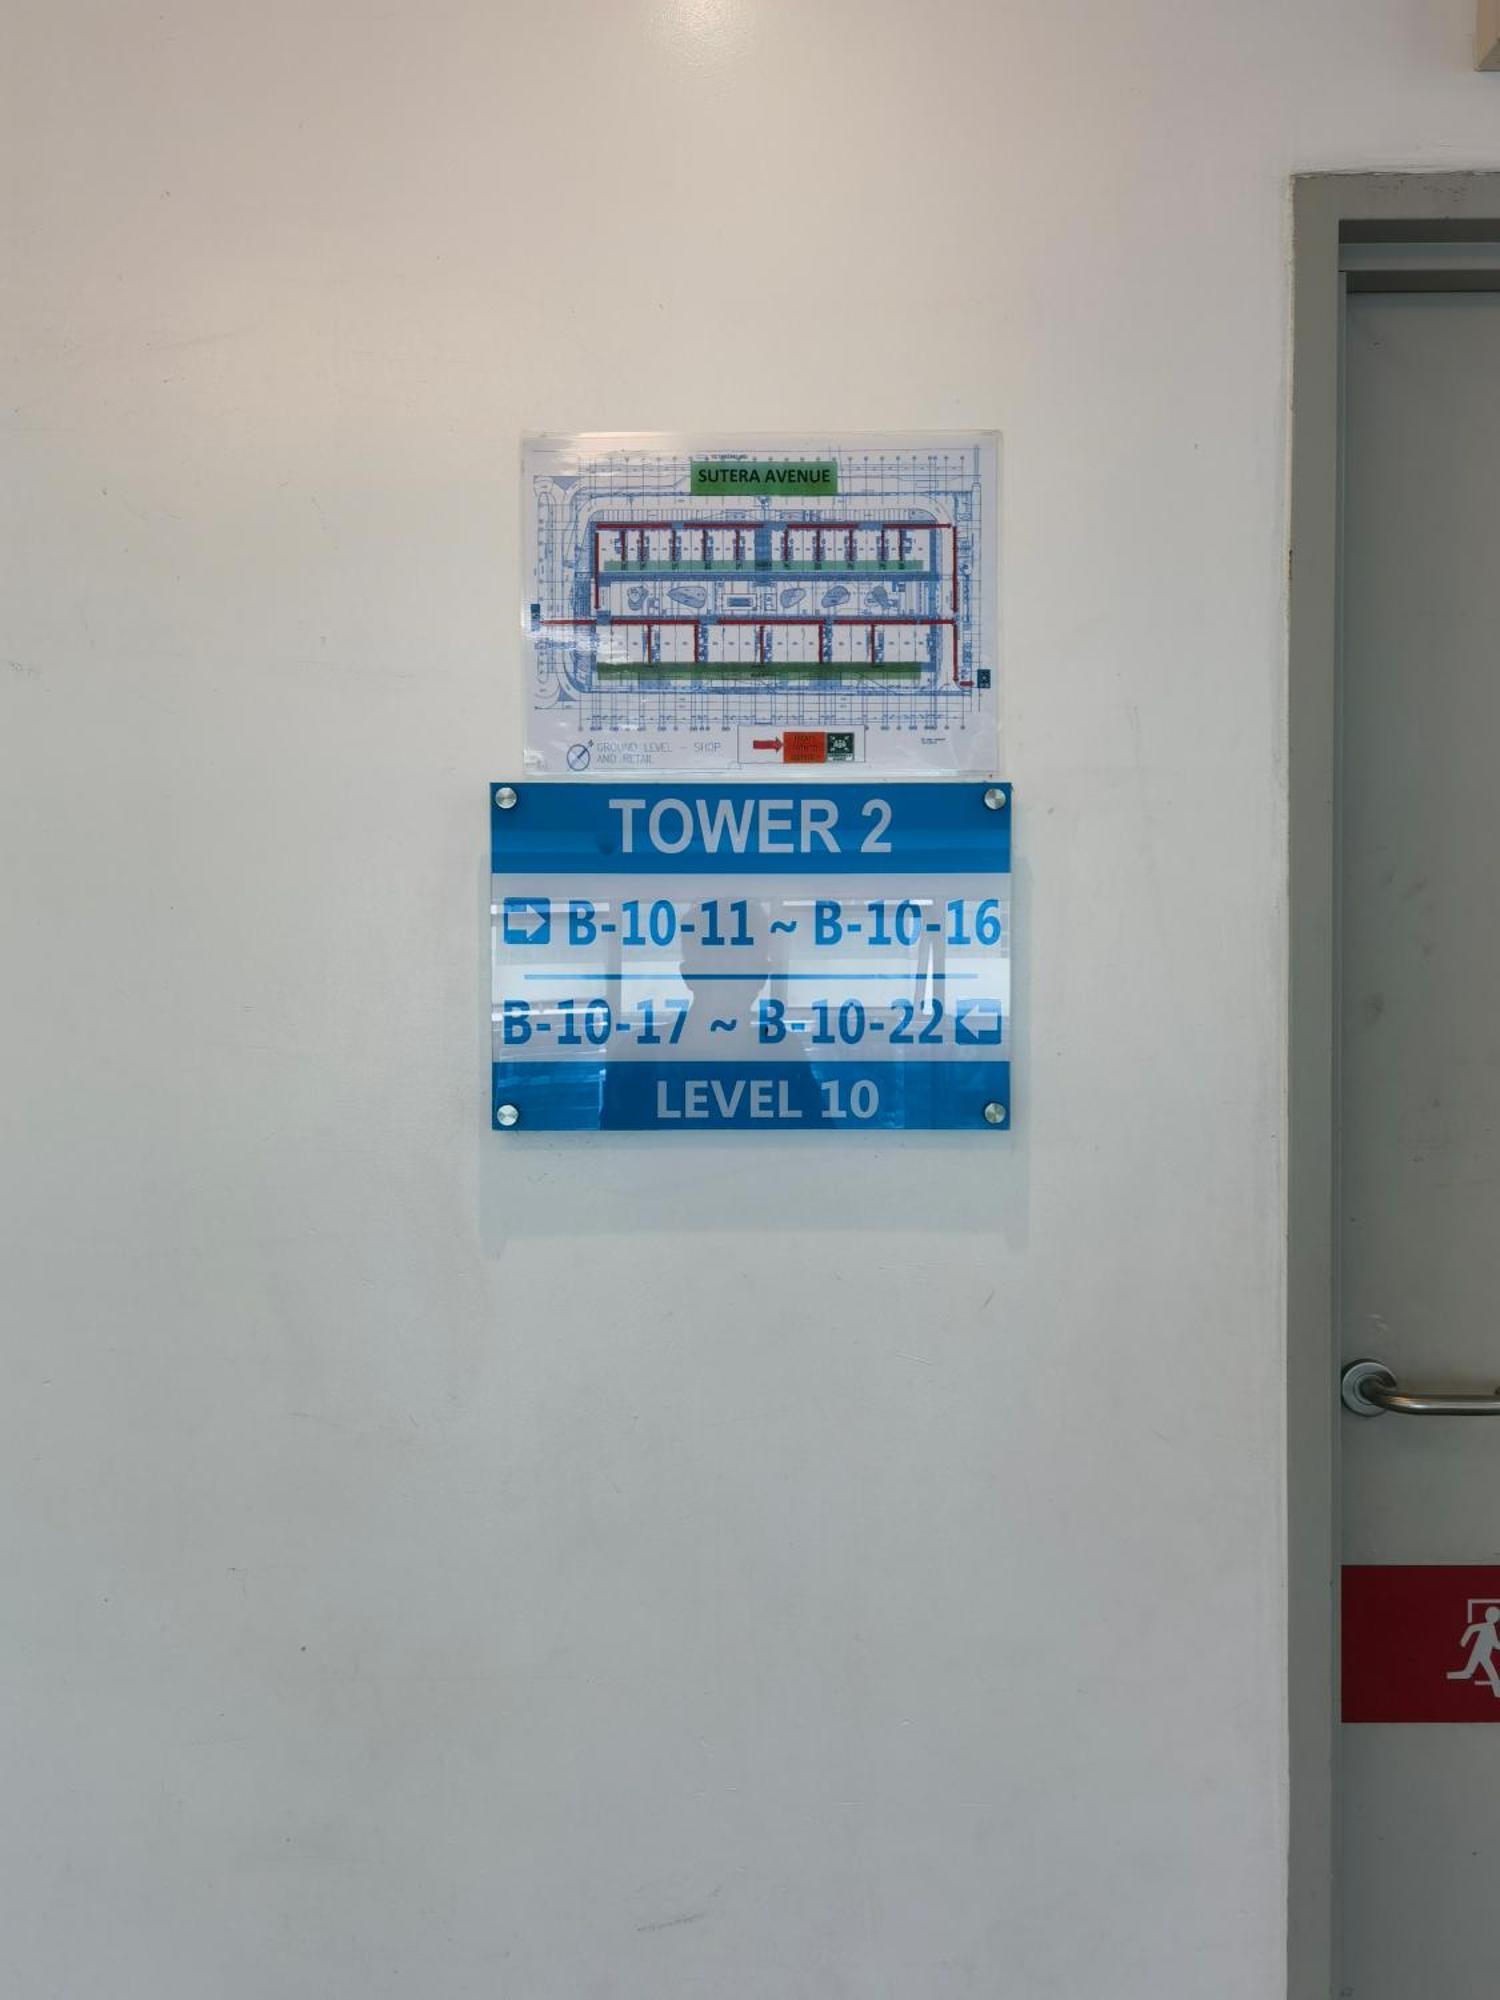 SUTERA AVENUE
GROUND LEVEL - SHOP
AND RETAIL
TOWER 2
B-10-11 ~ B-10-16
B-10-17 ~ B-10-22
LEVEL 10